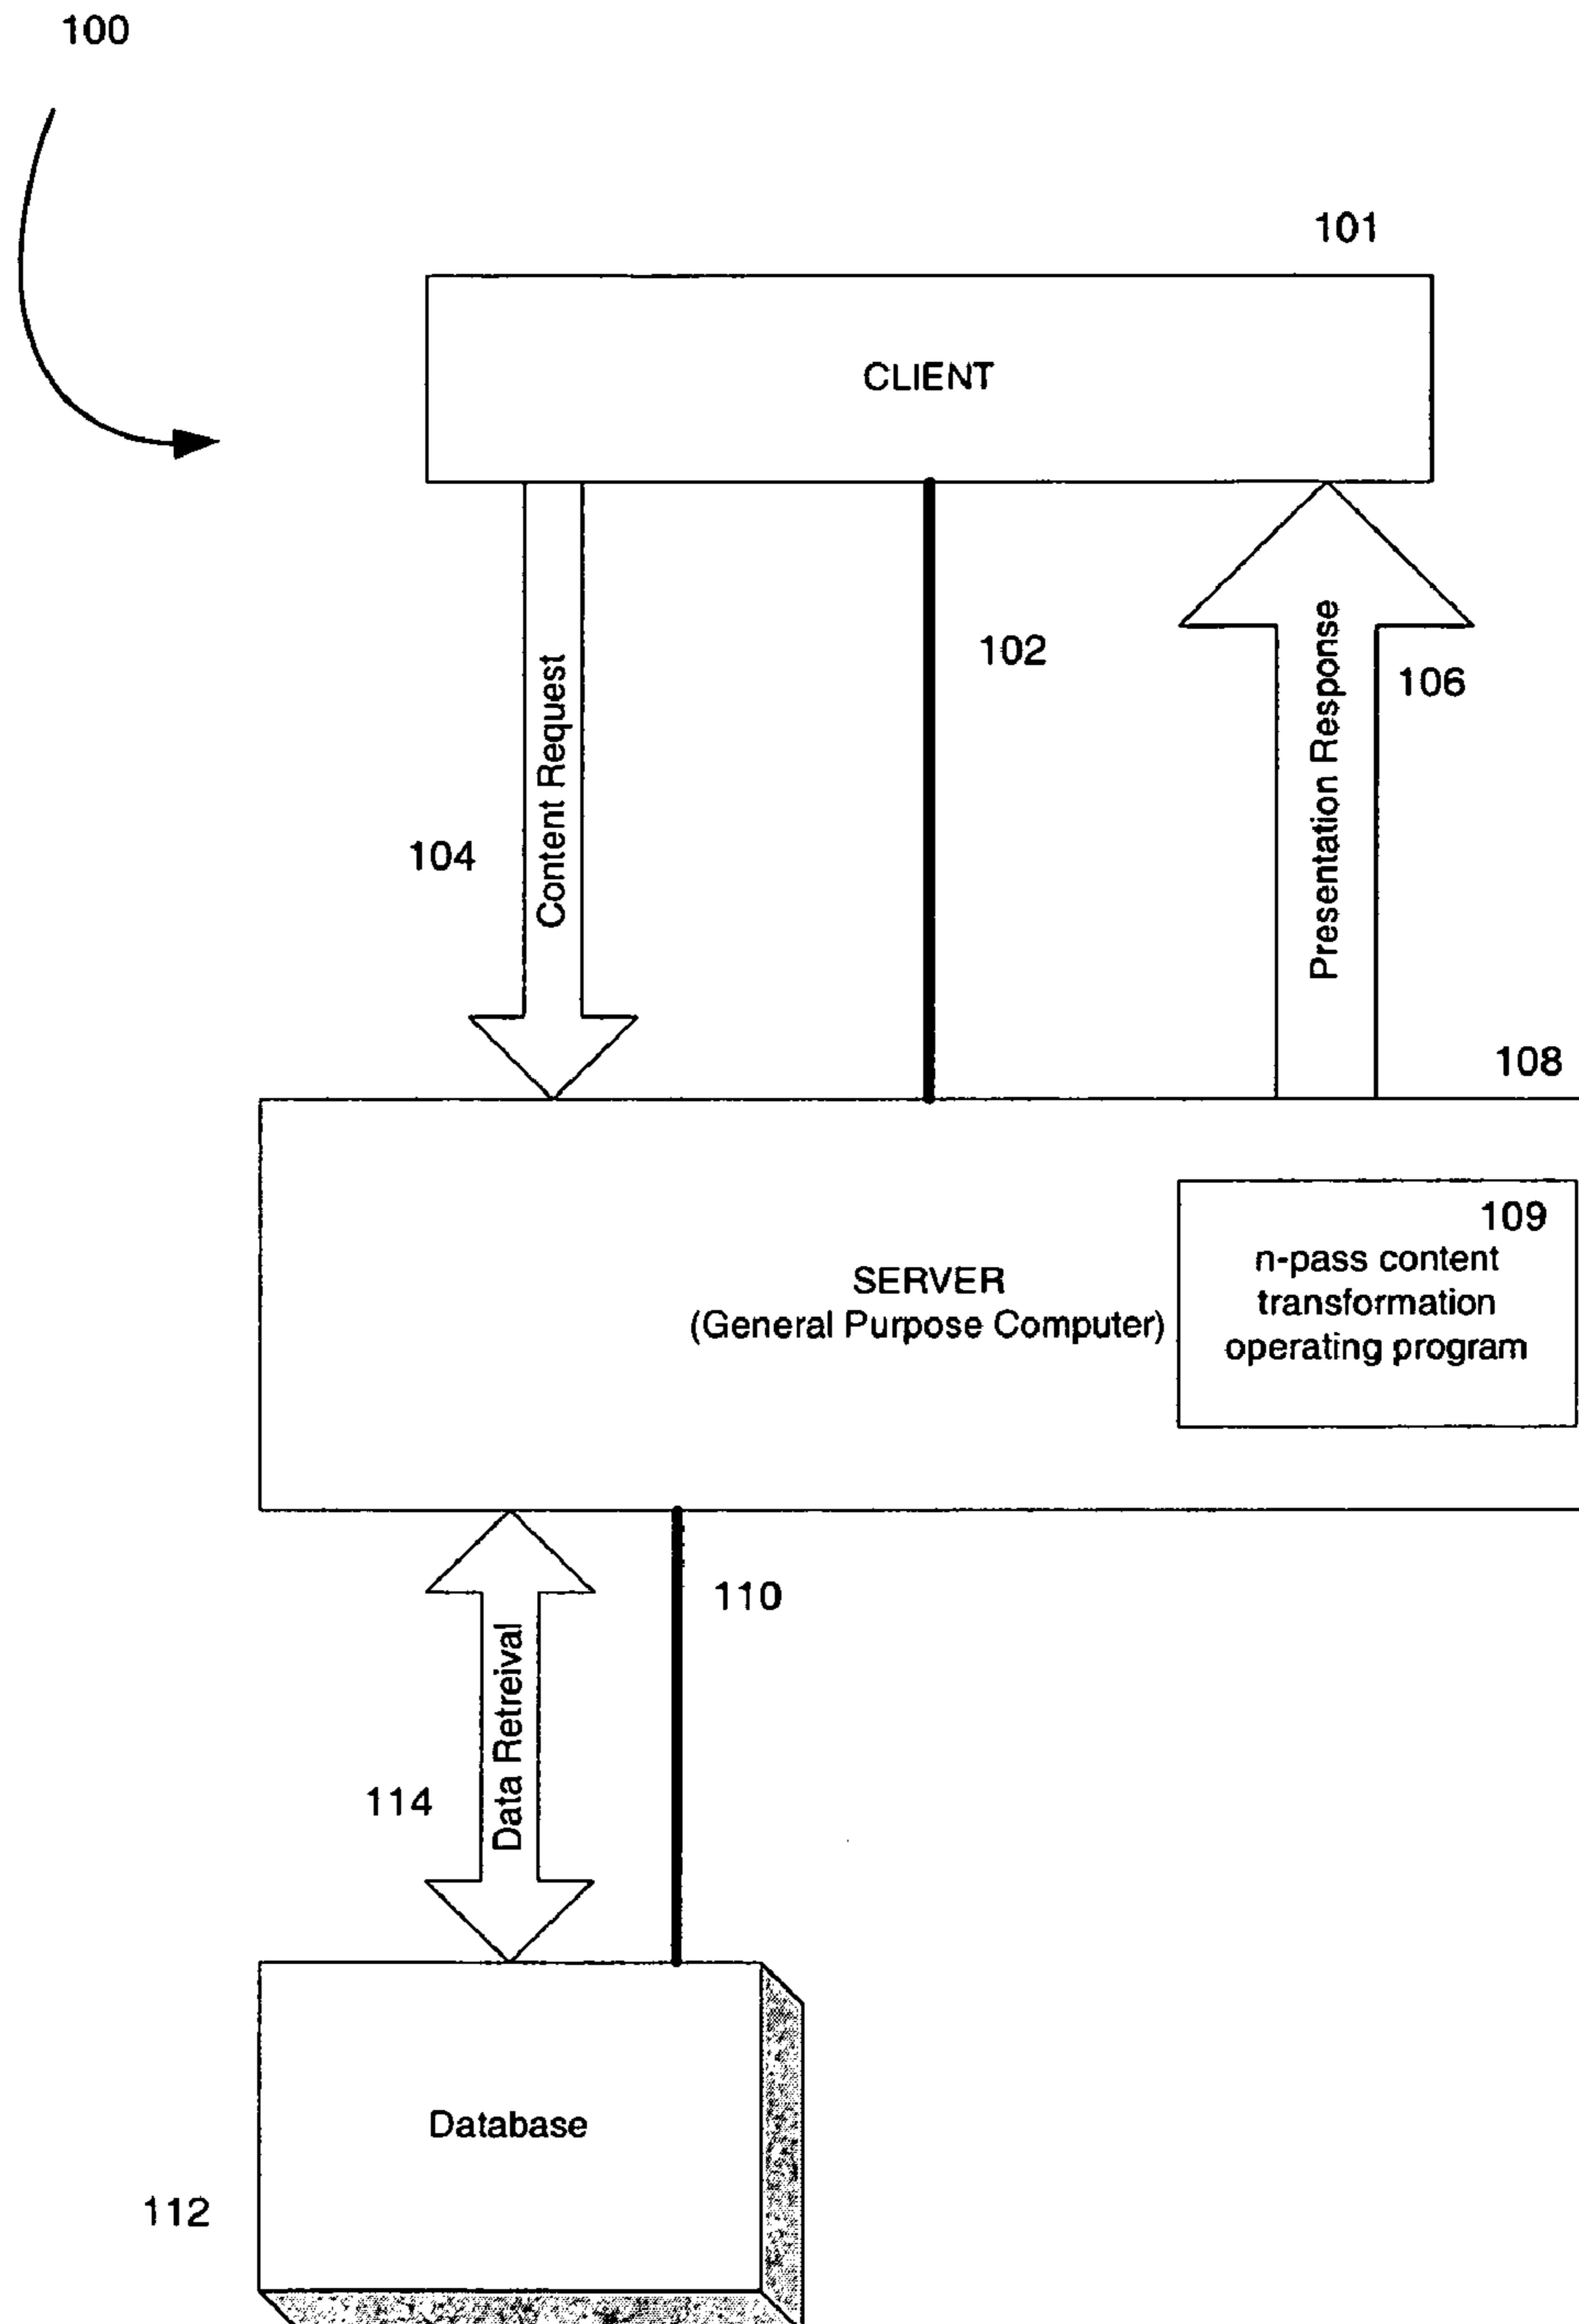 100
101
CLIENT
102
106
Presentation Response
Content Request
104
108
109
n-pass content
transformation
operating program
SERVER
(General Purpose Computer)
110
Data Retreival
114
Database
112